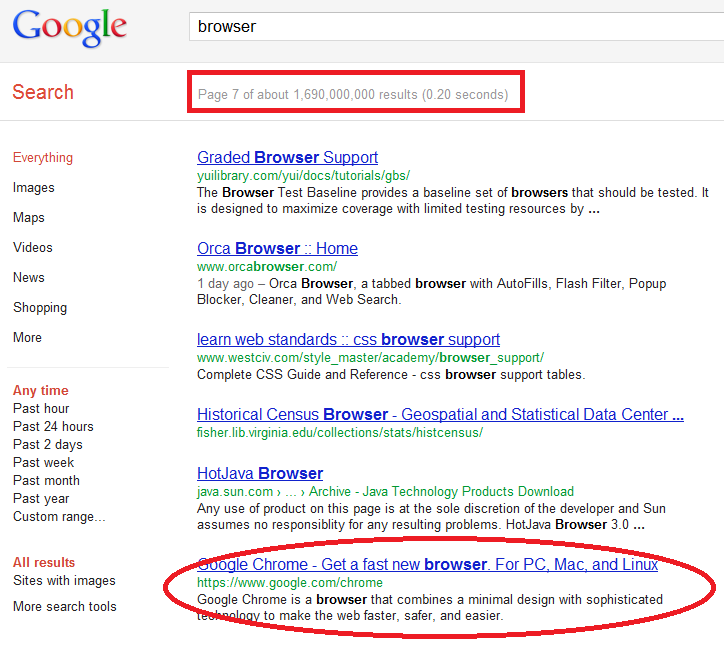 Google
browser
Search
Page 7 of about 1,690,000,000 results (0.20 seconds)
Everything
Images
Maps
Videos
News
Shopping
More
Any time
Past hour
Past 24 hours
Past 2 days
Past week
Past month
Past year
Custom range...
All results
Sites with images
More search tools
Graded Browser Support
yuilibrary.com/yui/docs/tutorials/gbs/
The Browser Test Baseline provides a baseline set of browsers that should be tested. It
is designed to maximize coverage with limited testing resources by ...
Orca Browser :: Home
www.orcabrowser.com/
1 day ago – Orca Browser, a tabbed browser with AutoFills, Flash Filter, Popup
Blocker, Cleaner, and Web Search.
learn web standards :: css browser support
www.westciv.com/style_master/academy/browser_support/
Complete CSS Guide and Reference - css browser support tables.
Historical Census Browser - Geospatial and Statistical Data Center ...
fisher.lib.virginia.edu/collections/stats/histcensus/
HotJava Browser
java.sun.com › ... › Archive - Java Technology Products Download
Any use of product on this page is at the sole discretion of the developer and Sun
assumes no responsiblity for any resulting problems. HotJava Browser 3.0 ...
Google Chrome - Get a fast new browser. For PC, Mac, and Linux
https://www.google.com/chrome
Google Chrome is a browser that combines a minimal design with sophisticated
technology to make the web faster, safer, and easier.